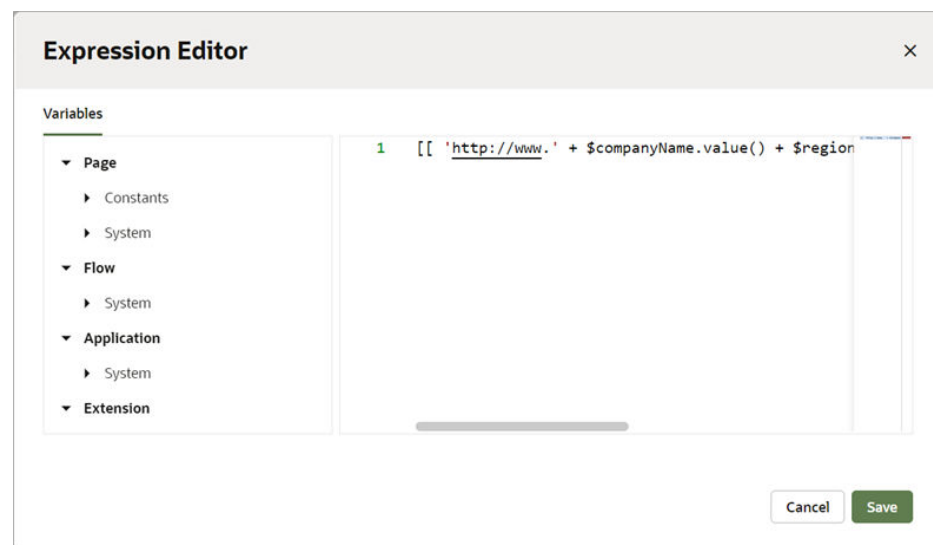 Expression Editor
Variables
Page
Constants
System
Flow
System
Application
System
Extension
1 [[ 'http://www.' + $companyName.value() + $region
Cancel Save